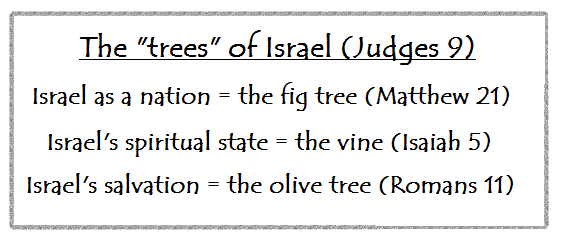 The "trees" of Israel (Judges 9)
Israel as a nation = the fig tree (Matthew 21)
Israel's spiritual state = the vine (Isaiah 5)
Israel's salvation = the olive tree (Romans 11)